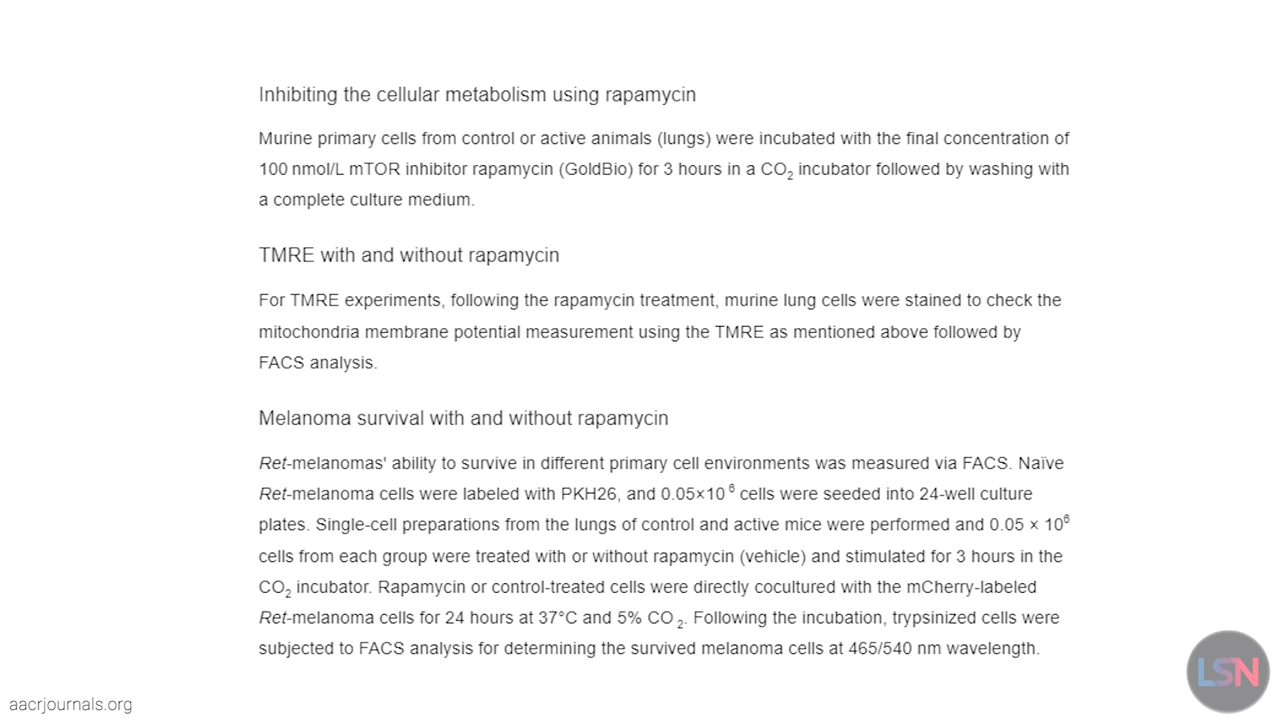 Inhibiting the cellular metabolism using rapamycin
Murine primary cells from control or active animals (lungs) were incubated with the final concentration of
100 nmol/L mTOR inhibitor rapamycin (GoldBio) for 3 hours in a CO₂ incubator followed by washing with
a complete culture medium.
TMRE with and without rapamycin
For TMRE experiments, following the rapamycin treatment, murine lung cells were stained to check the
mitochondria membrane potential measurement using the TMRE as mentioned above followed by
FACS analysis.
Melanoma survival with and without rapamycin
Ret-melanomas' ability to survive in different primary cell environments was measured via FACS. Naïve
Ret-melanoma cells were labeled with PKH26, and 0.05×10⁶ cells were seeded into 24-well culture
plates. Single-cell preparations from the lungs of control and active mice were performed and 0.05 × 10⁶
cells from each group were treated with or without rapamycin (vehicle) and stimulated for 3 hours in the
CO₂ incubator. Rapamycin or control-treated cells were directly cocultured with the mCherry-labeled
Ret-melanoma cells for 24 hours at 37°C and 5% CO₂. Following the incubation, trypsinized cells were
subjected to FACS analysis for determining the survived melanoma cells at 465/540 nm wavelength.
LSN
aacrjournals.org